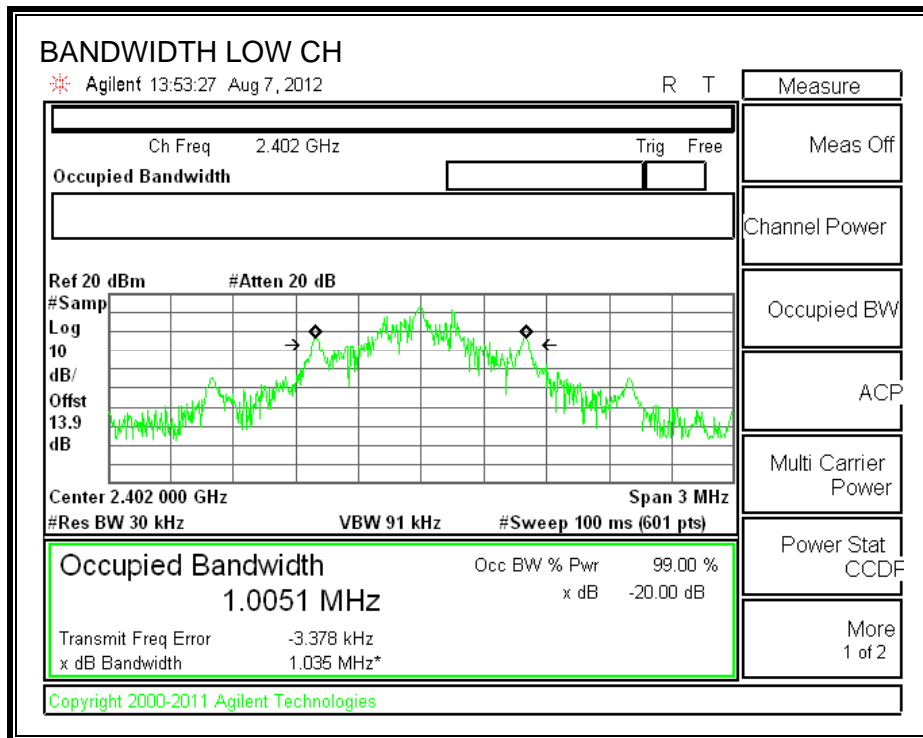 BANDWIDTH LOW CH
Agilent 13:53:27 Aug 7, 2012 R T
Ch Freq 2.402 GHz Trig Free
Occupied Bandwidth
Ref 20 dBm #Atten 20 dB
#Samp
Log
10
dB/
Offst
13.9
dB
Center 2.402 000 GHz Span 3 MHz
#Res BW 30 kHz VBW 91 kHz #Sweep 100 ms (601 pts)
Occupied Bandwidth Occ BW % Pwr 99.00 %
1.0051 MHz x dB -20.00 dB
Transmit Freq Error -3.378 kHz
x dB Bandwidth 1.035 MHz*
Copyright 2000-2011 Agilent Technologies
Measure
Meas Off
Channel Power
Occupied BW
ACP
Multi Carrier
Power
Power Stat
CCDF
More
1 of 2